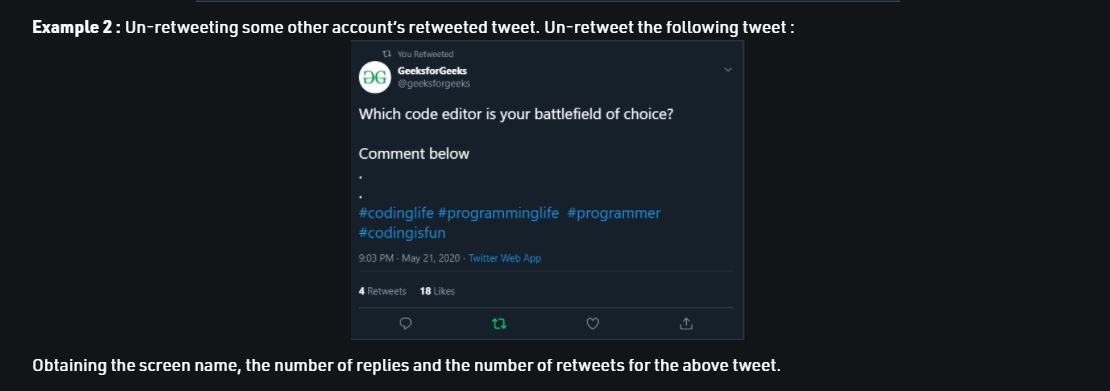 Example 2 : Un-retweeting some other account's retweeted tweet. Un-retweet the following tweet :
You Retweeted
GeeksforGeeks
@geeksforgeeks
Which code editor is your battlefield of choice?
Comment below
.
.
#codinglife #programminglife #programmer
#codingisfun
9:03 PM · May 21, 2020 · Twitter Web App
4 Retweets 18 Likes
Obtaining the screen name, the number of replies and the number of retweets for the above tweet.